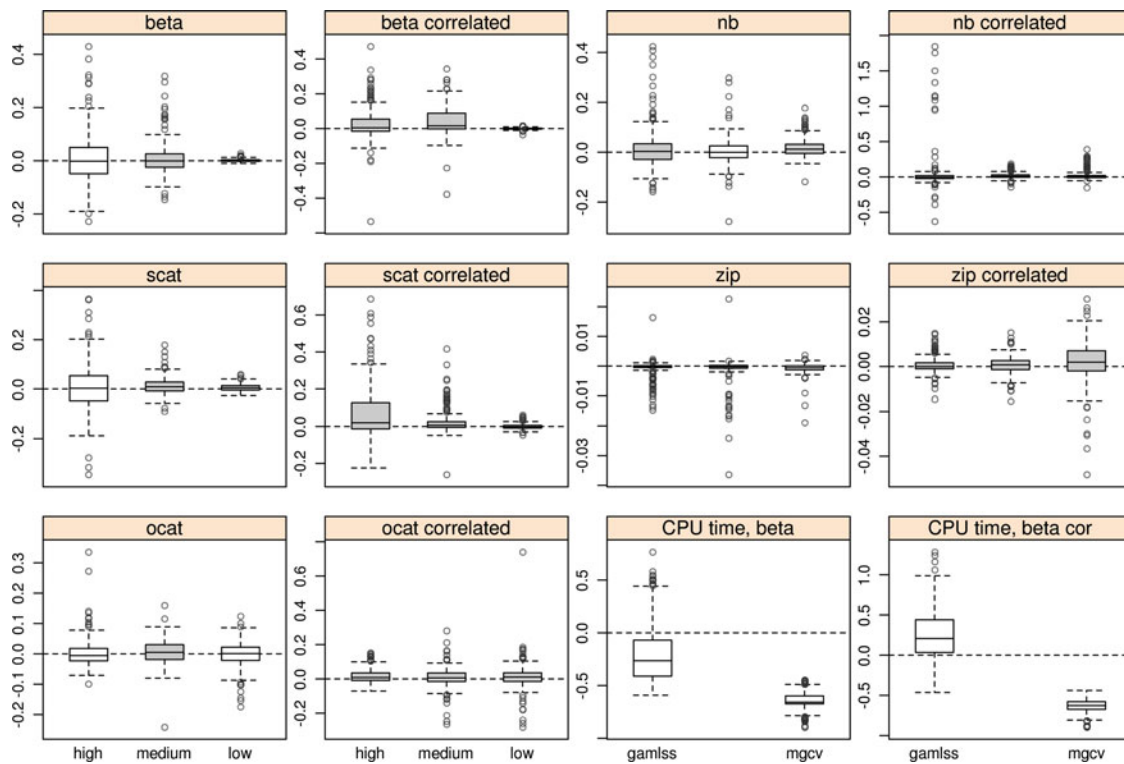 beta
beta correlated
nb
nb correlated
-0.2 0.0 0.2 0.4
-0.4 -0.2 0.0 0.2 0.4
-0.2 0.0 0.2 0.4
-0.5 0.0 0.5 1.0 1.5
scat
scat correlated
zip
zip correlated
-0.2 0.0 0.2
-0.2 0.0 0.2 0.4 0.6
-0.03 -0.01 0.01
-0.04 -0.02 0.00 0.02
ocat
ocat correlated
CPU time, beta
CPU time, beta cor
-0.2 -0.1 0.0 0.1 0.2 0.3
-0.2 0.0 0.2 0.4 0.6
-0.5 0.0 0.5
-0.5 0.0 0.5 1.0
high medium low
high medium low
gamlss mgcv
gamlss mgcv